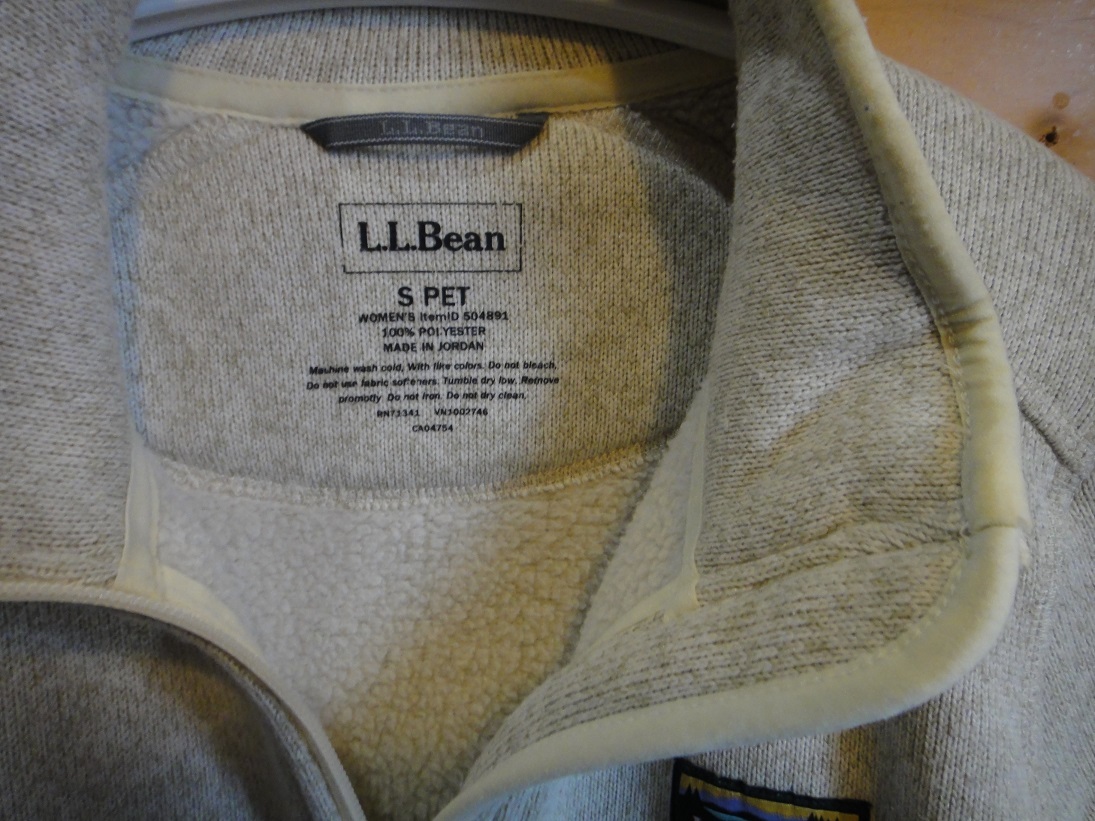 L.L.Bean
L.L.Bean
S PET
WOMEN'S ItemID 504891
100% POLYESTER
MADE IN JORDAN
Machine wash cold, With like colors. Do not bleach.
Do not use fabric softeners. Tumble dry low. Remove
promptly. Do not iron. Do not dry clean.
RN71341 VN1002746
CA04754